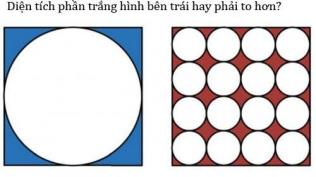 Diện tích phần trắng hình bên trái hay phải to hơn?